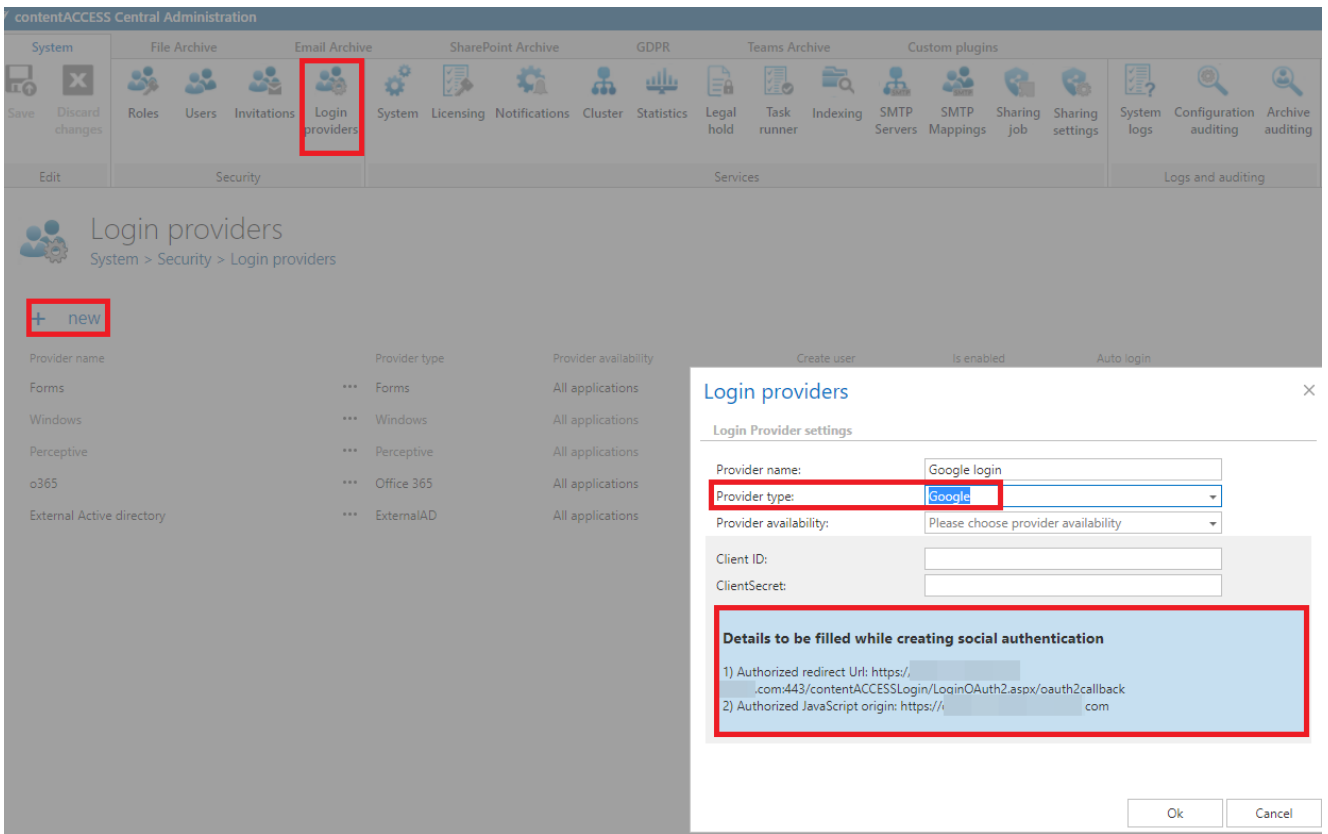 contentACCESS Central Administration
System File Archive Email Archive SharePoint Archive GDPR Teams Archive Custom plugins
Save Discard changes Roles Users Invitations Login providers System Licensing Notifications Cluster Statistics Legal hold Task runner Indexing SMTP Servers SMTP Mappings Sharing job Sharing settings System logs Configuration auditing Archive auditing
Edit Security Services Logs and auditing
Login providers
System > Security > Login providers
+ new
Provider name Provider type Provider availability Create user Is enabled Auto login
Forms ••• Forms All applications
Windows ••• Windows All applications
Perceptive ••• Perceptive All applications
o365 ••• Office 365 All applications
External Active directory ••• ExternalAD All applications
Login providers
Login Provider settings
Provider name: Google login
Provider type: Google
Provider availability: Please choose provider availability
Client ID:
ClientSecret:
Details to be filled while creating social authentication
1) Authorized redirect Url: https:/
.com:443/contentACCESSLogin/LoginOAuth2.aspx/oauth2callback
2) Authorized JavaScript origin: https:// com
Ok Cancel